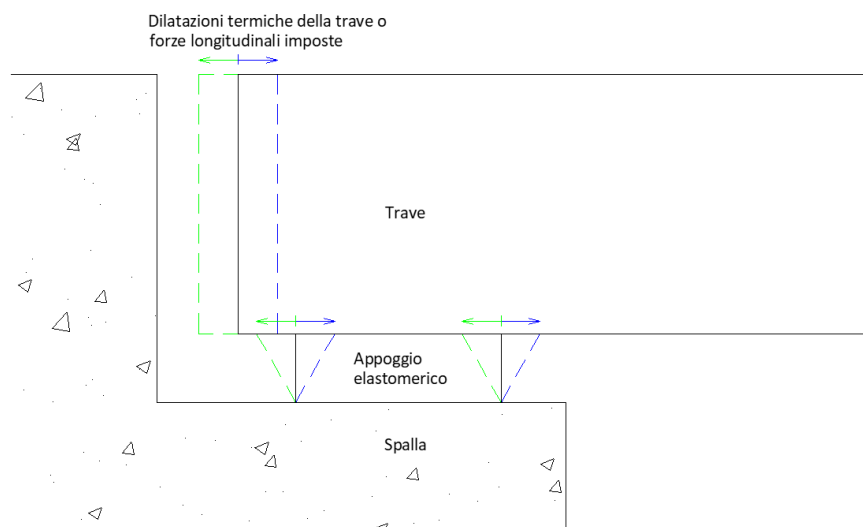 Dilatazioni termiche della trave o
forze longitudinali imposte
Trave
Appoggio
elastomerico
Spalla